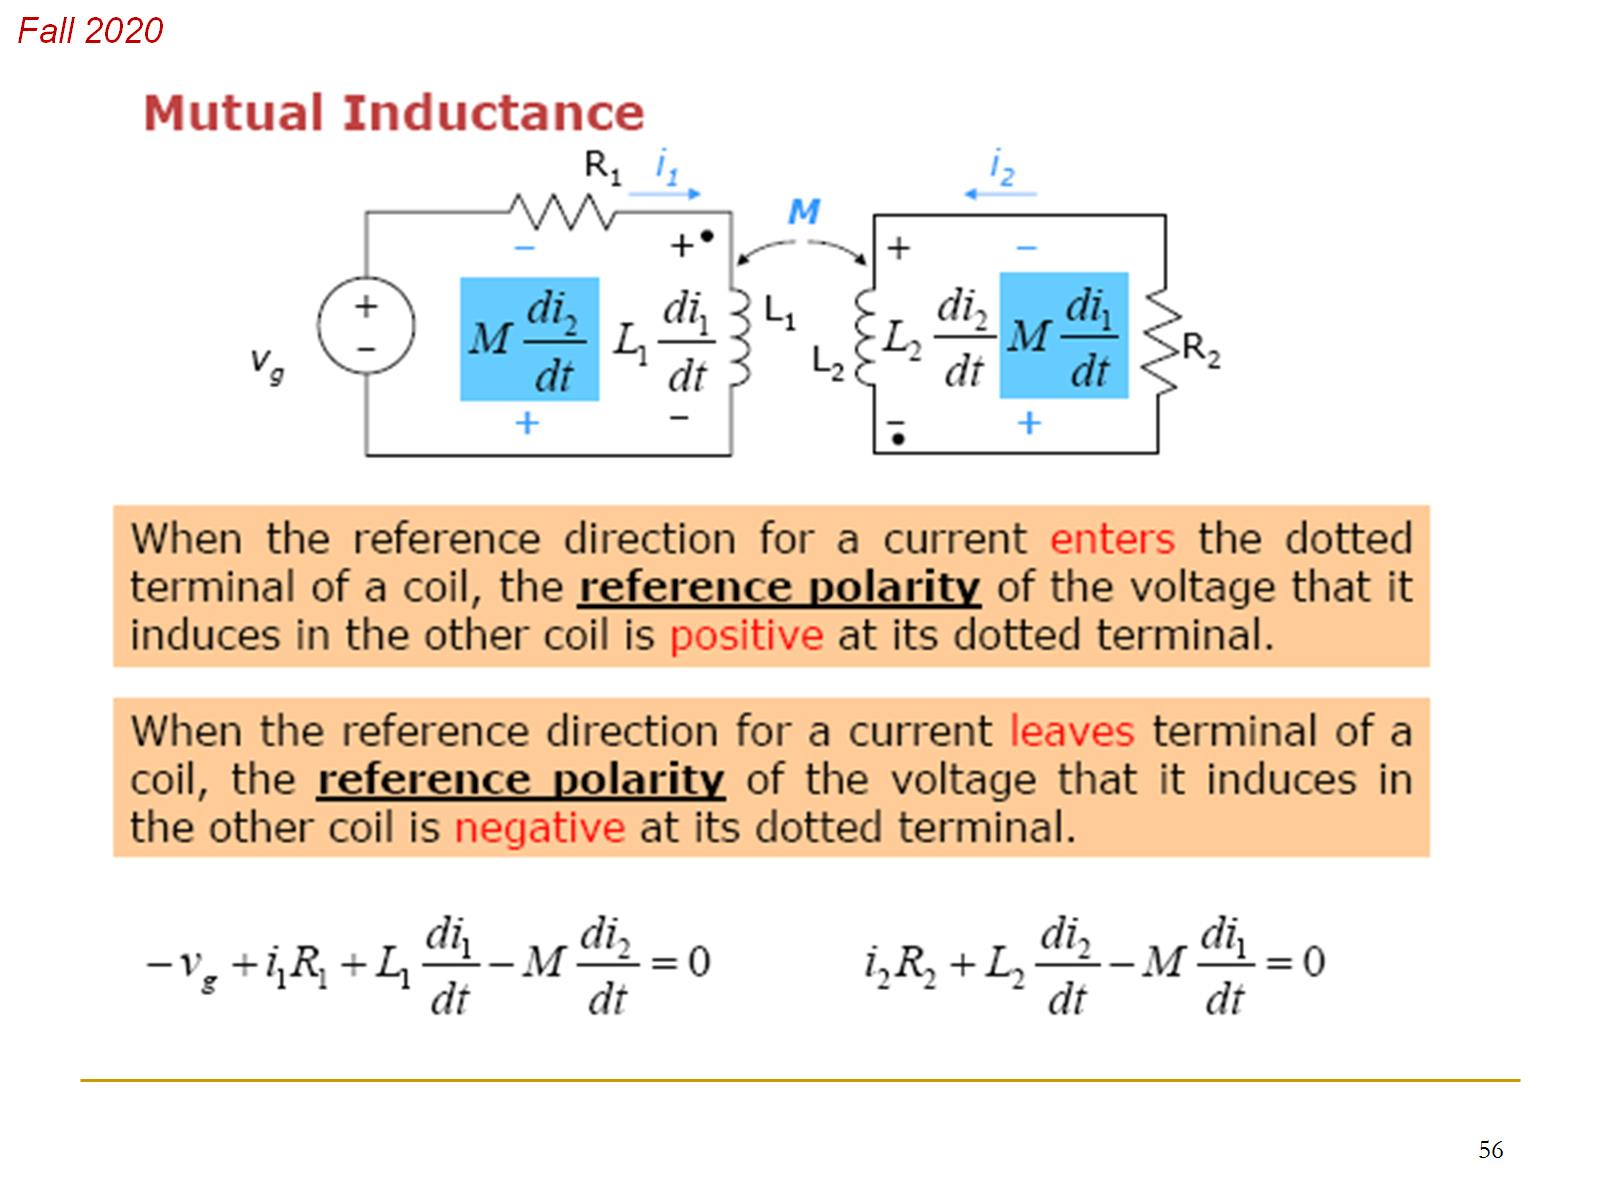 Fall 2020
Mutual Inductance
R₁ i₁ i₂
M
− + • + −
+ − v_g M di₂/dt L₁ di₁/dt L₁ L₂ L₂ di₂/dt M di₁/dt R₂
+ − − • +
When the reference direction for a current enters the dotted
terminal of a coil, the reference polarity of the voltage that it
induces in the other coil is positive at its dotted terminal.
When the reference direction for a current leaves terminal of a
coil, the reference polarity of the voltage that it induces in
the other coil is negative at its dotted terminal.
−v_g + i₁R₁ + L₁ di₁/dt − M di₂/dt = 0 i₂R₂ + L₂ di₂/dt − M di₁/dt = 0
56